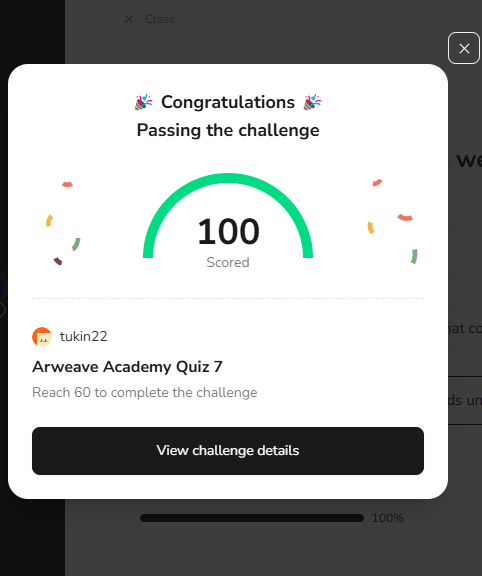 Close
Congratulations
Passing the challenge
we
100
Scored
tukin22
Arweave Academy Quiz 7
hat co
Reach 60 to complete the challenge
ds un
View challenge details
100%